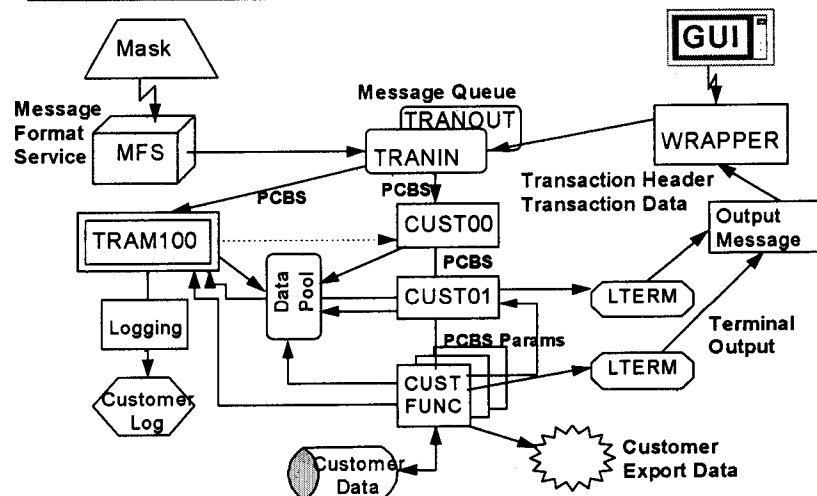 Mask
GUI
Message Queue
TRANOUT
Message
Format
Service
MFS
TRANIN
WRAPPER
PCBS
PCBS
Transaction Header
Transaction Data
TRAM100
CUST00
Output
Message
PCBS
Data
Pool
CUST01
LTERM
Logging
PCBS Params
Terminal
Output
LTERM
CUST
FUNC
Customer
Log
Customer
Data
Customer
Export Data